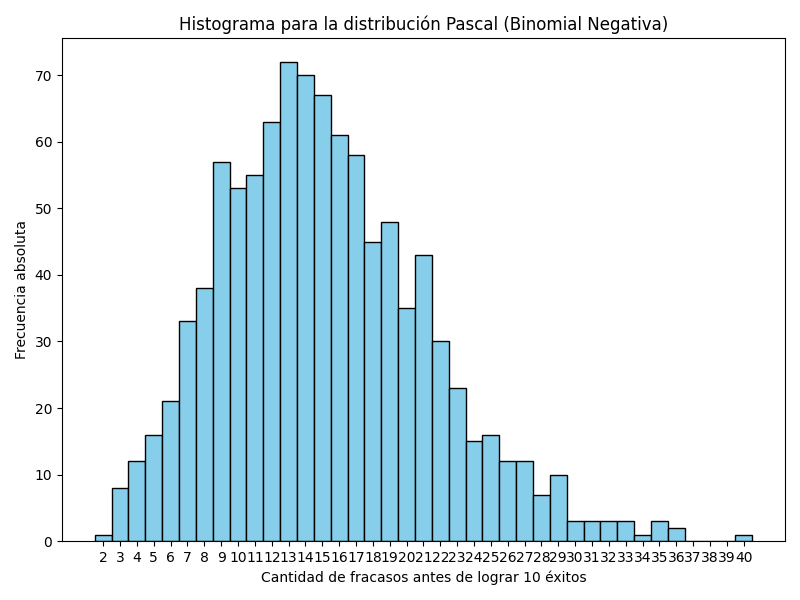 Histograma para la distribución Pascal (Binomial Negativa)
Frecuencia absoluta
70
60
50
40
30
20
10
0
2 3 4 5 6 7 8 9 10 11 12 13 14 15 16 17 18 19 20 21 22 23 24 25 26 27 28 29 30 31 32 33 34 35 36 37 38 39 40
Cantidad de fracasos antes de lograr 10 éxitos